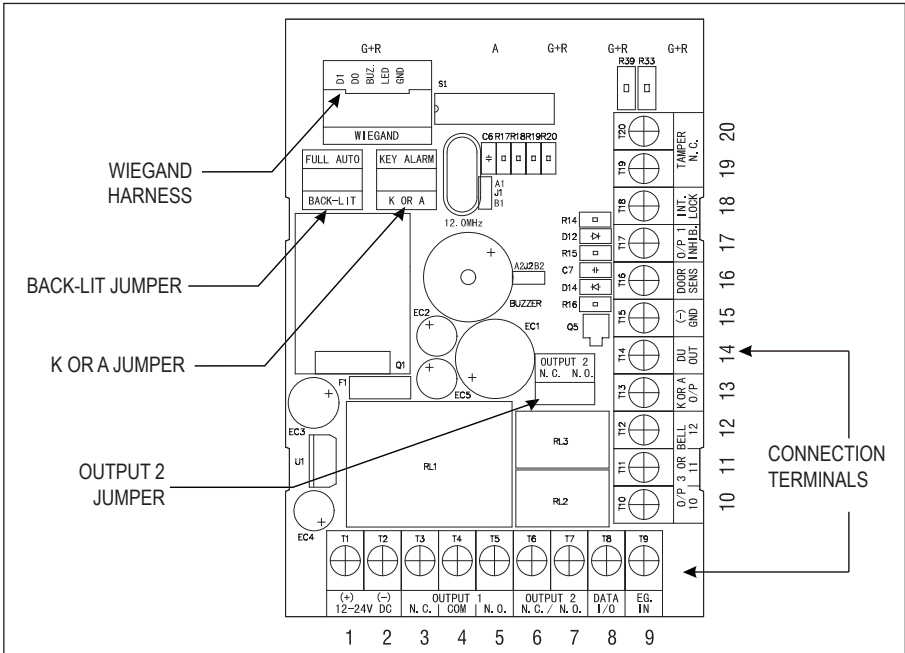 G+R A G+R G+R G+R
R39 R33
D1 D0 BUZ. LED GND
S1
WIEGAND
WIEGAND HARNESS
FULL AUTO
KEY ALARM
BACK-LIT
K OR A
C6 R17 R18 R19 R20
A1
J1
B1
12.0MHz
BACK-LIT JUMPER
K OR A JUMPER
OUTPUT 2
JUMPER
R14
D12
R15
C7
D14
R16
Q5
A2 J2 B2
BUZZER
+
EC2
EC1
+
+
+
EC5
Q1
F1
+
EC3
U1
+
EC4
OUTPUT 2
N.C. N.O.
RL1
RL3
RL2
T20
T19
TAMPER
N.C.
20
19
T18
INT.
LOCK
18
T17
O/P 1
INHIB.
17
T16
DOOR
SENS
16
T15
(-)
GND
15
T14
DU
OUT
14
T13
K OR A
O/P
13
T12
T11
T10
O/P 3 OR BELL
10 11 12
12
11
10
CONNECTION
TERMINALS
T1 T2 T3 T4 T5 T6 T7 T8 T9
(+) (-) OUTPUT 1 OUTPUT 2 DATA EG.
12-24V DC N.C. COM N.O. N.C. / N.O. I/O IN
1 2 3 4 5 6 7 8 9